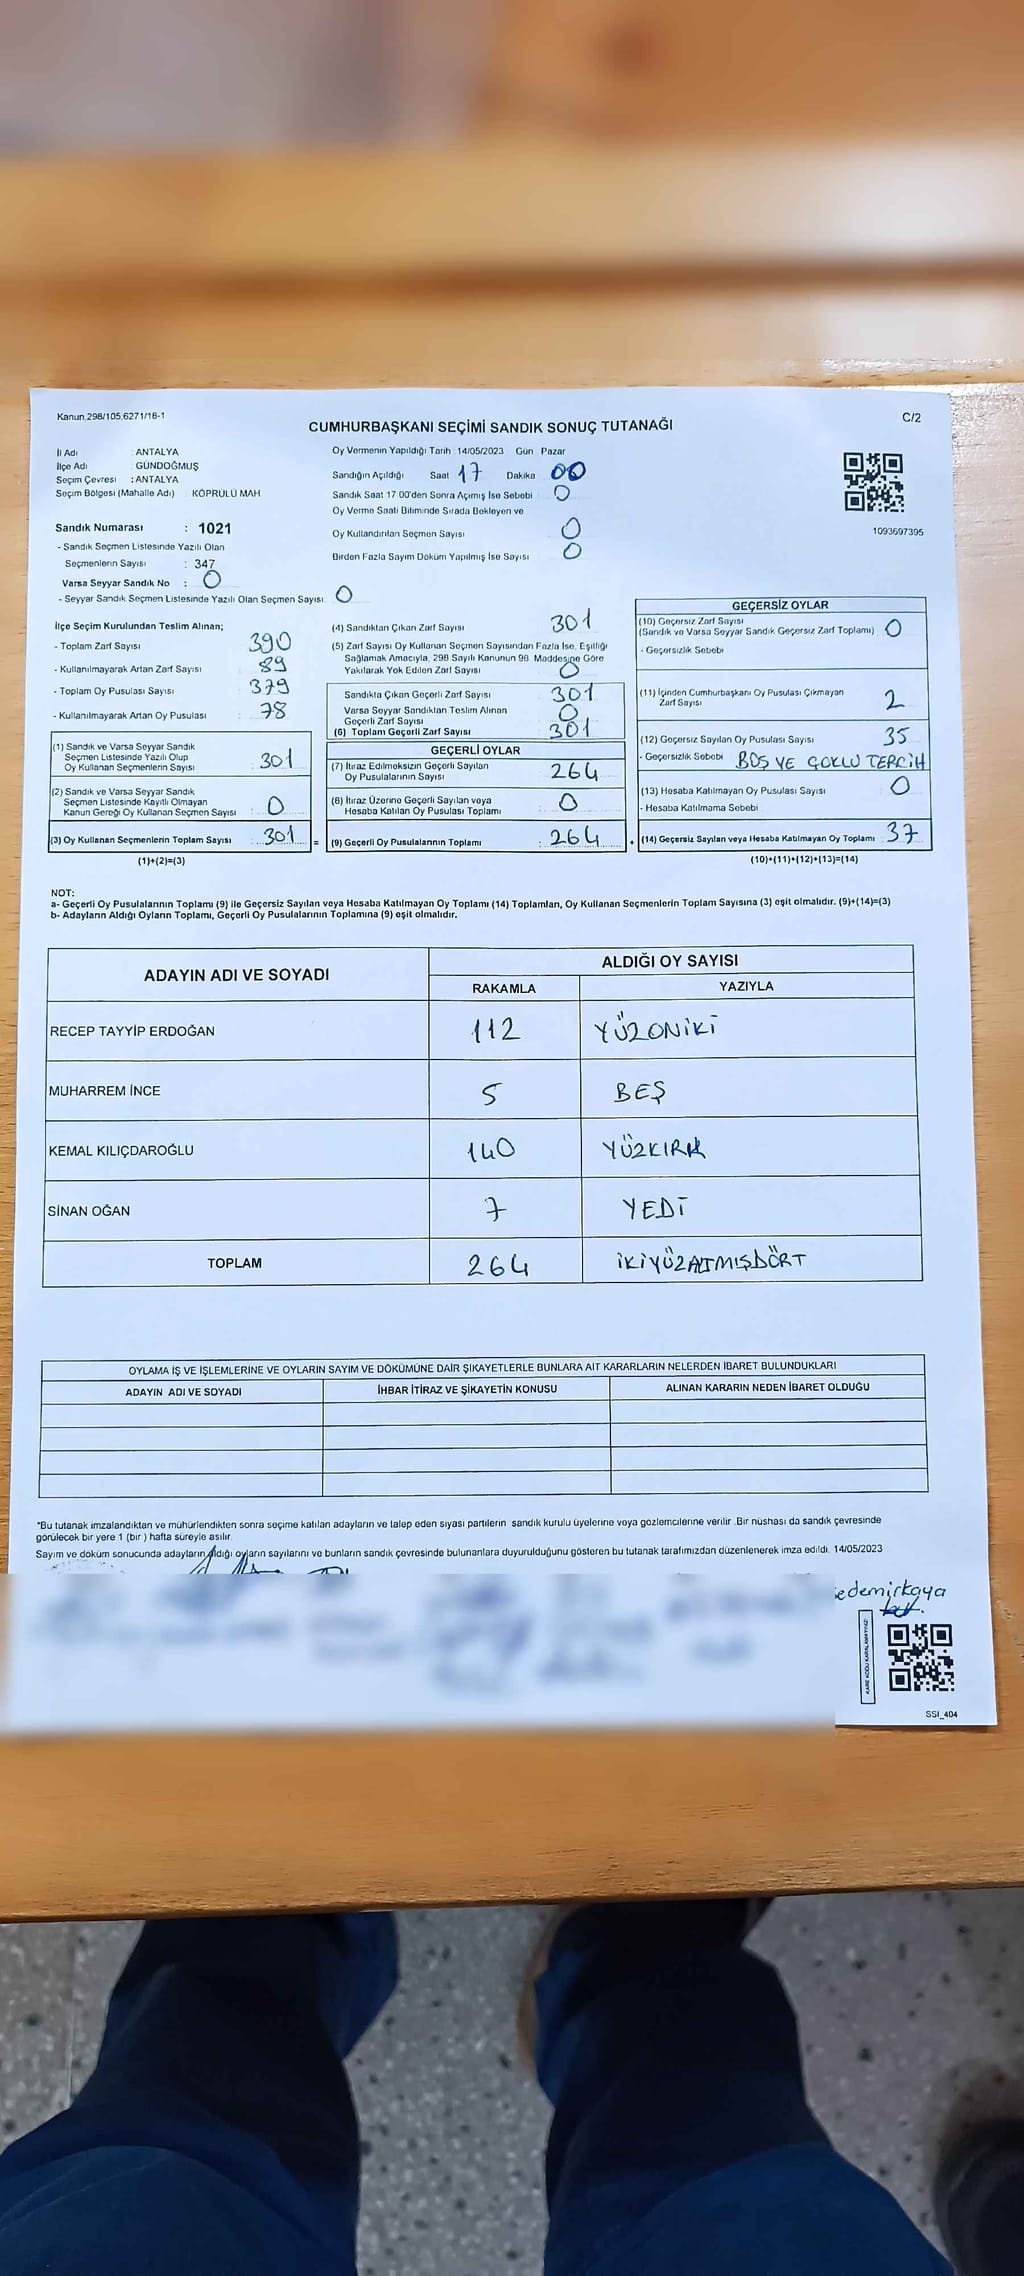 Kanun 298/105,6271/18-1
C/2
CUMHURBAŞKANI SEÇİMİ SANDIK SONUÇ TUTANAĞI
İl Adı : ANTALYA
İlçe Adı : GÜNDOĞMUŞ
Seçim Çevresi : ANTALYA
Seçim Bölgesi (Mahalle Adı) : KÖPRÜLÜ MAH
Sandık Numarası : 1021
- Sandık Seçmen Listesinde Yazılı Olan
Seçmenlerin Sayısı : 347
Varsa Seyyar Sandık No : 0
- Seyyar Sandık Seçmen Listesinde Yazılı Olan Seçmen Sayısı: 0
Oy Vermenin Yapıldığı Tarih :14/05/2023 Gün Pazar
Sandığın Açıldığı Saat 17 Dakika 00
Sandık Saat 17 00'den Sonra Açımış İse Sebebi 0
Oy Verme Saati Bitiminde Sırada Bekleyen ve
Oy Kullandırılan Seçmen Sayısı 0
Birden Fazla Sayım Döküm Yapılmış İse Sayısı 0
1093697395
İlçe Seçim Kurulundan Teslim Alınan;
- Toplam Zarf Sayısı 390
- Kullanılmayarak Artan Zarf Sayısı 89
- Toplam Oy Pusulası Sayısı 379
- Kullanılmayarak Artan Oy Pusulası 78
(1) Sandık ve Varsa Seyyar Sandık
Seçmen Listesinde Yazılı Olup
Oy Kullanan Seçmenlerin Sayısı : 301
(2) Sandık ve Varsa Seyyar Sandık
Seçmen Listesinde Kayıtlı Olmayan
Kanun Gereği Oy Kullanan Seçmen Sayısı : 0
(3) Oy Kullanan Seçmenlerin Toplam Sayısı : 301
(1)+(2)=(3)
(4) Sandıktan Çıkan Zarf Sayısı 301
(5) Zarf Sayısı Oy Kullanan Seçmen Sayısından Fazla İse, Eşitliği
Sağlamak Amacıyla, 298 Sayılı Kanunun 98 Maddesine Göre
Yakılarak Yok Edilen Zarf Sayısı 0
Sandıkta Çıkan Geçerli Zarf Sayısı 301
Varsa Seyyar Sandıktan Teslim Alınan
Geçerli Zarf Sayısı 0
(6) Toplam Geçerli Zarf Sayısı 301
GEÇERLİ OYLAR
(7) İtiraz Edilmeksizin Geçerli Sayılan
Oy Pusulalarının Sayısı : 264
(8) İtiraz Üzerine Geçerli Sayılan veya
Hesaba Katılan Oy Pusulası Toplamı : 0
= (9) Geçerli Oy Pusulalarının Toplamı : 264
GEÇERSİZ OYLAR
(10) Geçersiz Zarf Sayısı
(Sandık ve Varsa Seyyar Sandık Geçersiz Zarf Toplamı) 0
- Geçersizlik Sebebi
(11) İçinden Cumhurbaşkanı Oy Pusulası Çıkmayan
Zarf Sayısı 2
(12) Geçersiz Sayılan Oy Pusulası Sayısı 35
- Geçersizlik Sebebi BOŞ VE ÇOKLU TERCİH
(13) Hesaba Katılmayan Oy Pusulası Sayısı 0
- Hesaba Katılmama Sebebi
+ (14) Geçersiz Sayılan veya Hesaba Katılmayan Oy Toplamı 37
(10)+(11)+(12)+(13)=(14)
NOT:
a- Geçerli Oy Pusulalarının Toplamı (9) ile Geçersiz Sayılan veya Hesaba Katılmayan Oy Toplamı (14) Toplamları, Oy Kullanan Seçmenlerin Toplam Sayısına (3) eşit olmalıdır. (9)+(14)=(3)
b- Adayların Aldığı Oyların Toplamı, Geçerli Oy Pusulalarının Toplamına (9) eşit olmalıdır.
ADAYIN ADI VE SOYADI
ALDIĞI OY SAYISI
RAKAMLA YAZIYLA
RECEP TAYYİP ERDOĞAN 112 YÜZONİKİ
MUHARREM İNCE 5 BEŞ
KEMAL KILIÇDAROĞLU 140 YÜZKIRK
SİNAN OĞAN 7 YEDİ
TOPLAM 264 İKİYÜZALTMIŞDÖRT
OYLAMA İŞ VE İŞLEMLERİNE VE OYLARIN SAYIM VE DÖKÜMÜNE DAİR ŞİKAYETLERLE BUNLARA AİT KARARLARIN NELERDEN İBARET BULUNDUKLARI
ADAYIN ADI VE SOYADI İHBAR İTİRAZ VE ŞİKAYETİN KONUSU ALINAN KARARIN NEDEN İBARET OLDUĞU
*Bu tutanak imzalandıktan ve mühürlendikten sonra seçime katılan adayların ve talep eden siyasi partilerin sandık kurulu üyelerine veya gözlemcilerine verilir .Bir nüshası da sandık çevresinde
görülecek bir yere 1 (bir ) hafta süreyle asılır.
Sayım ve döküm sonucunda adayların aldığı oyların sayılarını ve bunların sandık çevresinde bulunanlara duyurulduğunu gösteren bu tutanak tarafımızdan düzenlenerek imza edildi. 14/05/2023
edemirkaya
KARE KODU KARALAMAYINIZ
SSI_404